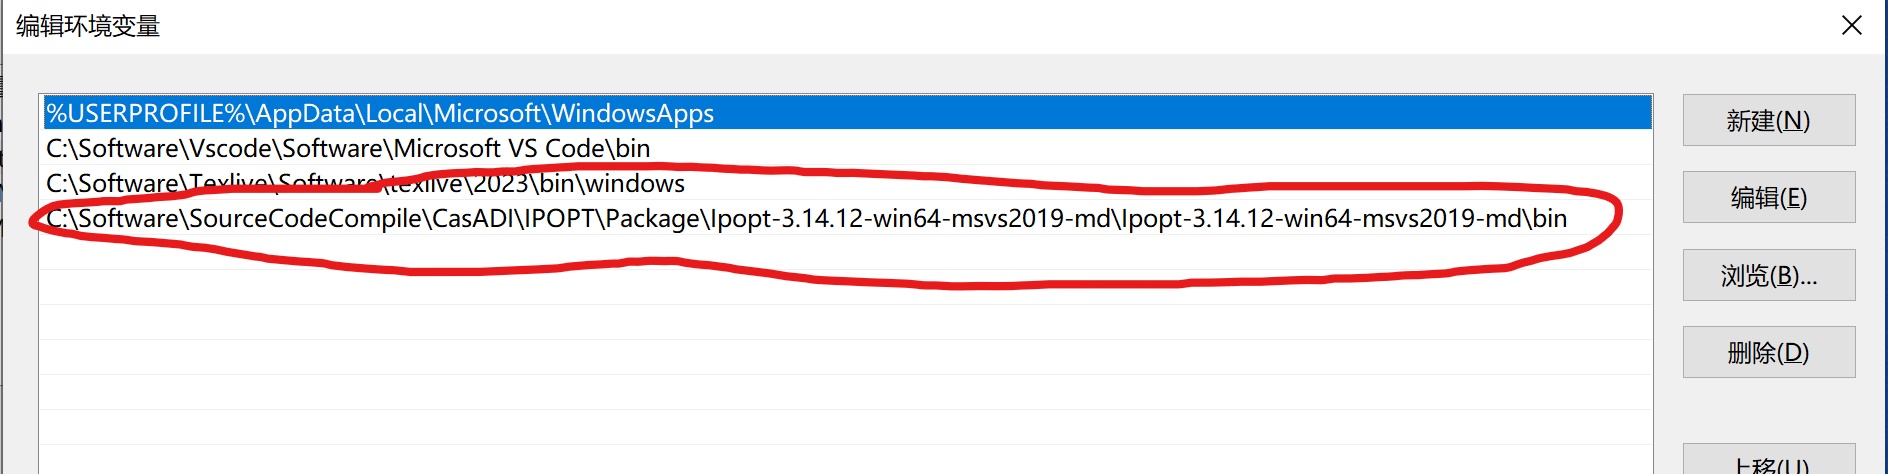 编辑环境变量
%USERPROFILE%\AppData\Local\Microsoft\WindowsApps
C:\Software\Vscode\Software\Microsoft VS Code\bin
C:\Software\Texlive\Software\texlive\2023\bin\windows
C:\Software\SourceCodeCompile\CasADI\IPOPT\Package\Ipopt-3.14.12-win64-msvs2019-md\Ipopt-3.14.12-win64-msvs2019-md\bin
新建(N)
编辑(E)
浏览(B)...
删除(D)
上移(U)